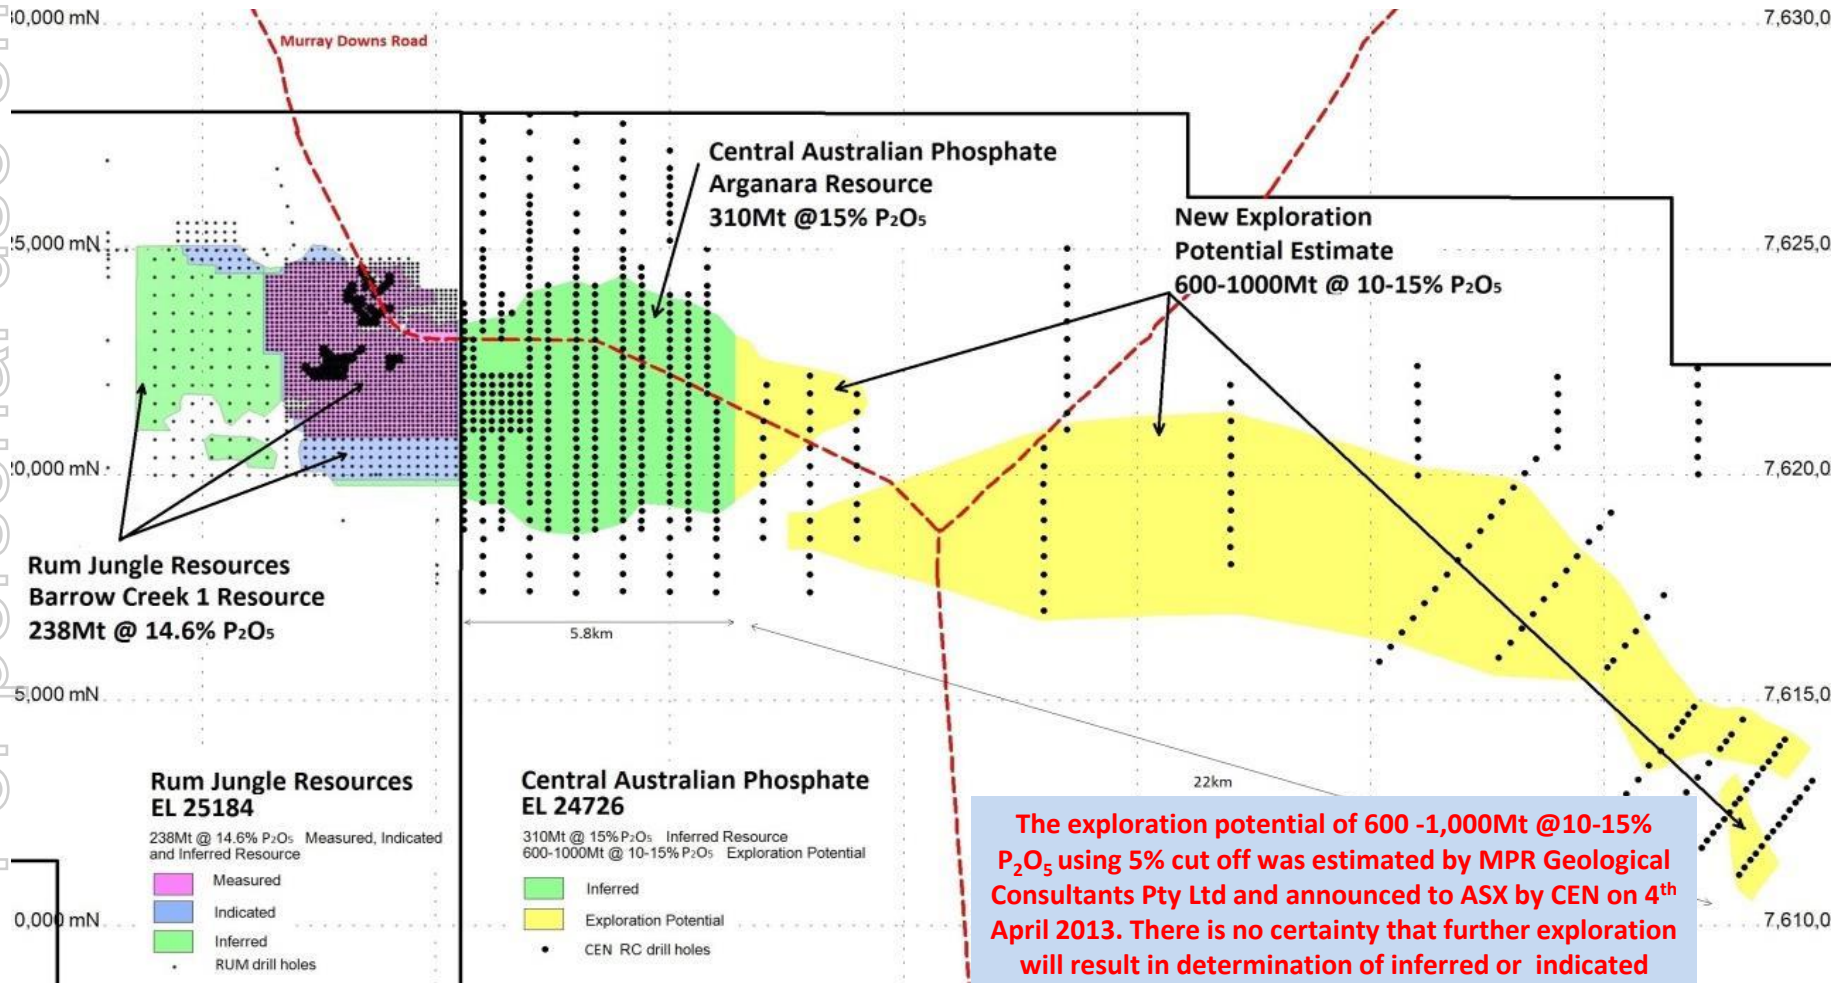 30,000 mN
7,630,0
Murray Downs Road
Central Australian Phosphate
Arganara Resource
310Mt @15% P₂O₅
New Exploration
Potential Estimate
600-1000Mt @ 10-15% P₂O₅
25,000 mN
7,625,0
20,000 mN
7,620,0
Rum Jungle Resources
Barrow Creek 1 Resource
238Mt @ 14.6% P₂O₅
5.8km
5,000 mN
7,615,0
22km
Rum Jungle Resources
EL 25184
238Mt @ 14.6% P₂O₅ Measured, Indicated
and Inferred Resource
Measured
Indicated
Inferred
RUM drill holes
Central Australian Phosphate
EL 24726
310Mt @ 15% P₂O₅ Inferred Resource
600-1000Mt @ 10-15% P₂O₅ Exploration Potential
Inferred
Exploration Potential
CEN RC drill holes
0,000 mN
7,610,0
The exploration potential of 600 -1,000Mt @10-15%
P₂O₅ using 5% cut off was estimated by MPR Geological
Consultants Pty Ltd and announced to ASX by CEN on 4th
April 2013. There is no certainty that further exploration
will result in determination of inferred or indicated